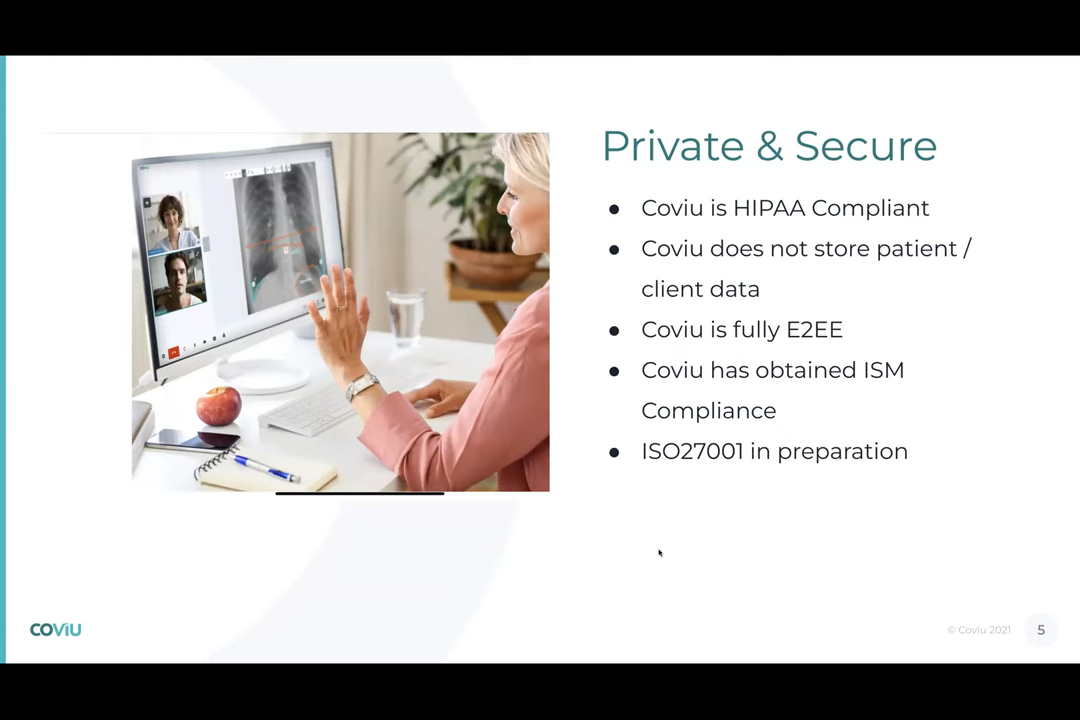 Private & Secure
● Coviu is HIPAA Compliant
● Coviu does not store patient /
client data
● Coviu is fully E2EE
● Coviu has obtained ISM
Compliance
● ISO27001 in preparation
COViU
© Coviu 2021
5